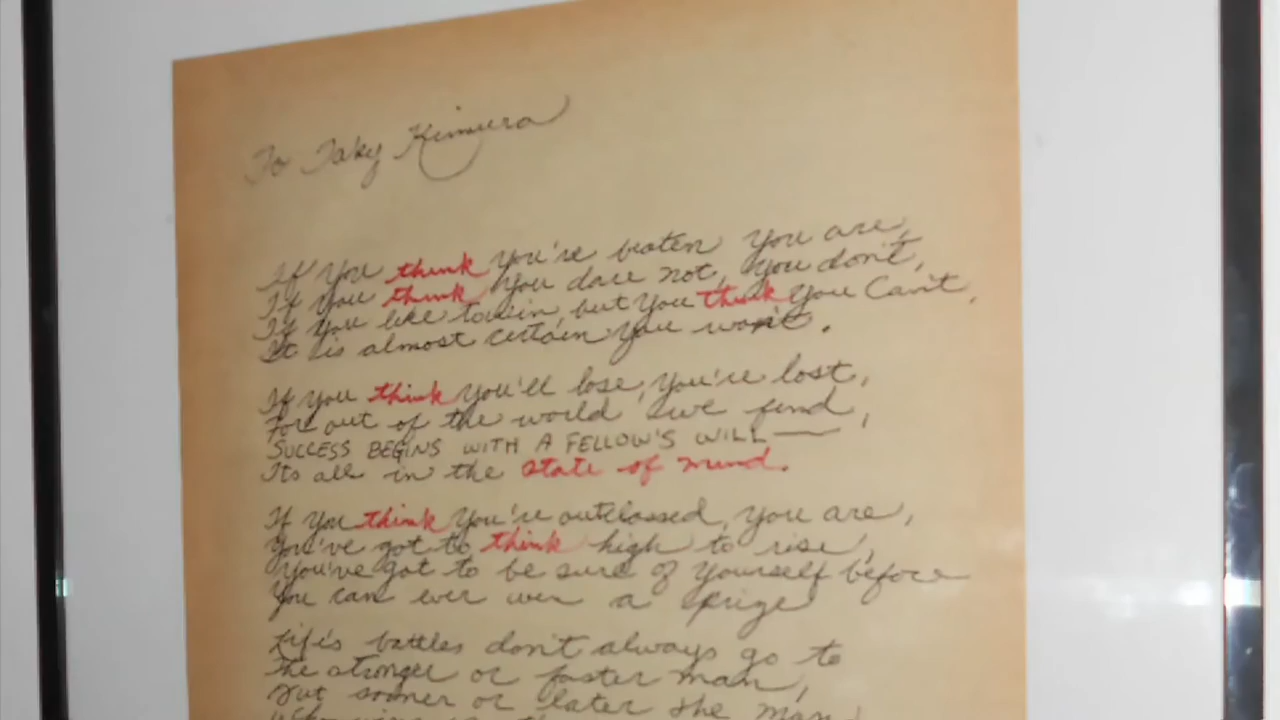 To Taky Kimura
If you think you're beaten you are,
If you think you dare not, you don't,
If you like to win, but you think you can't,
It is almost certain you won't.
If you think you'll lose, you're lost,
For out of the world we find,
SUCCESS BEGINS WITH A FELLOW'S WILL —
Its all in the state of mind.
If you think you're outclassed, you are,
You've got to think high to rise,
You've got to be sure of yourself before
You can ever win a prize
Life's battles don't always go to
the stronger or faster man,
But sooner or later the man